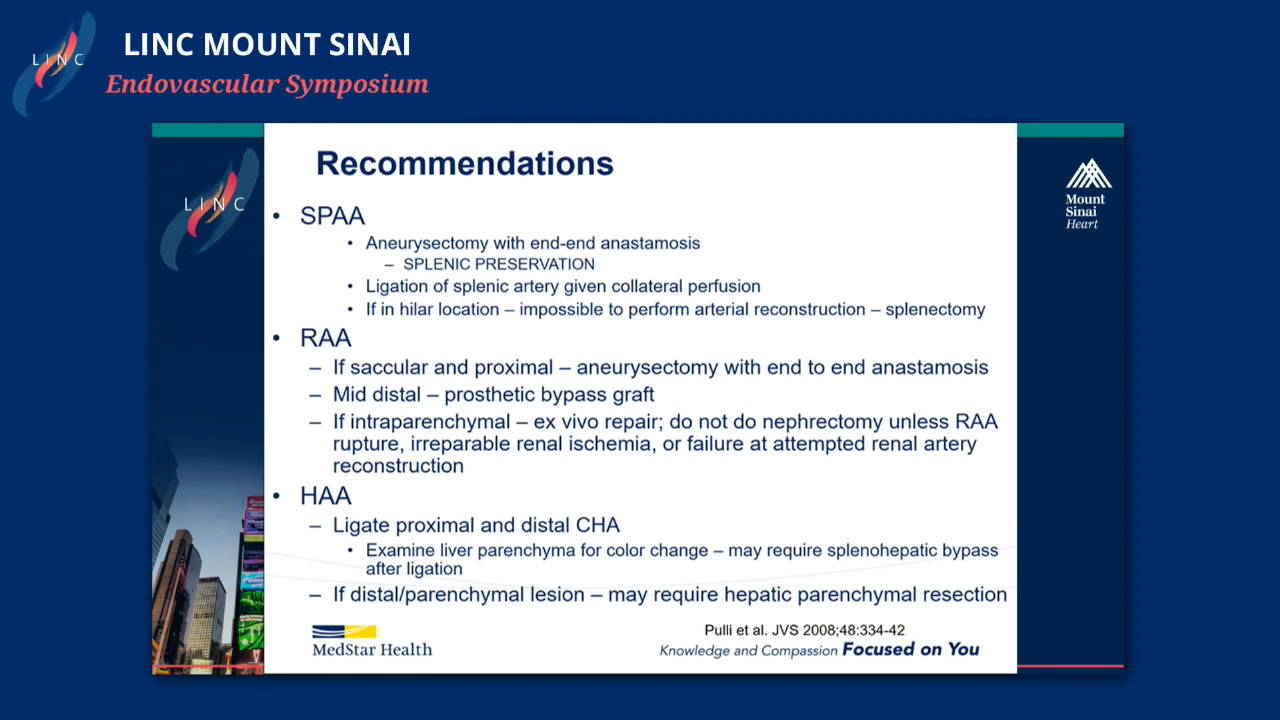 LINC
LINC MOUNT SINAI
Endovascular Symposium
LINC
Mount
Sinai
Heart
Recommendations
• SPAA
• Aneurysectomy with end-end anastamosis
– SPLENIC PRESERVATION
• Ligation of splenic artery given collateral perfusion
• If in hilar location – impossible to perform arterial reconstruction – splenectomy
• RAA
– If saccular and proximal – aneurysectomy with end to end anastamosis
– Mid distal – prosthetic bypass graft
– If intraparenchymal – ex vivo repair; do not do nephrectomy unless RAA
rupture, irreparable renal ischemia, or failure at attempted renal artery
reconstruction
• HAA
– Ligate proximal and distal CHA
• Examine liver parenchyma for color change – may require splenohepatic bypass
after ligation
– If distal/parenchymal lesion – may require hepatic parenchymal resection
Pulli et al. JVS 2008;48:334-42
MedStar Health
Knowledge and Compassion Focused on You